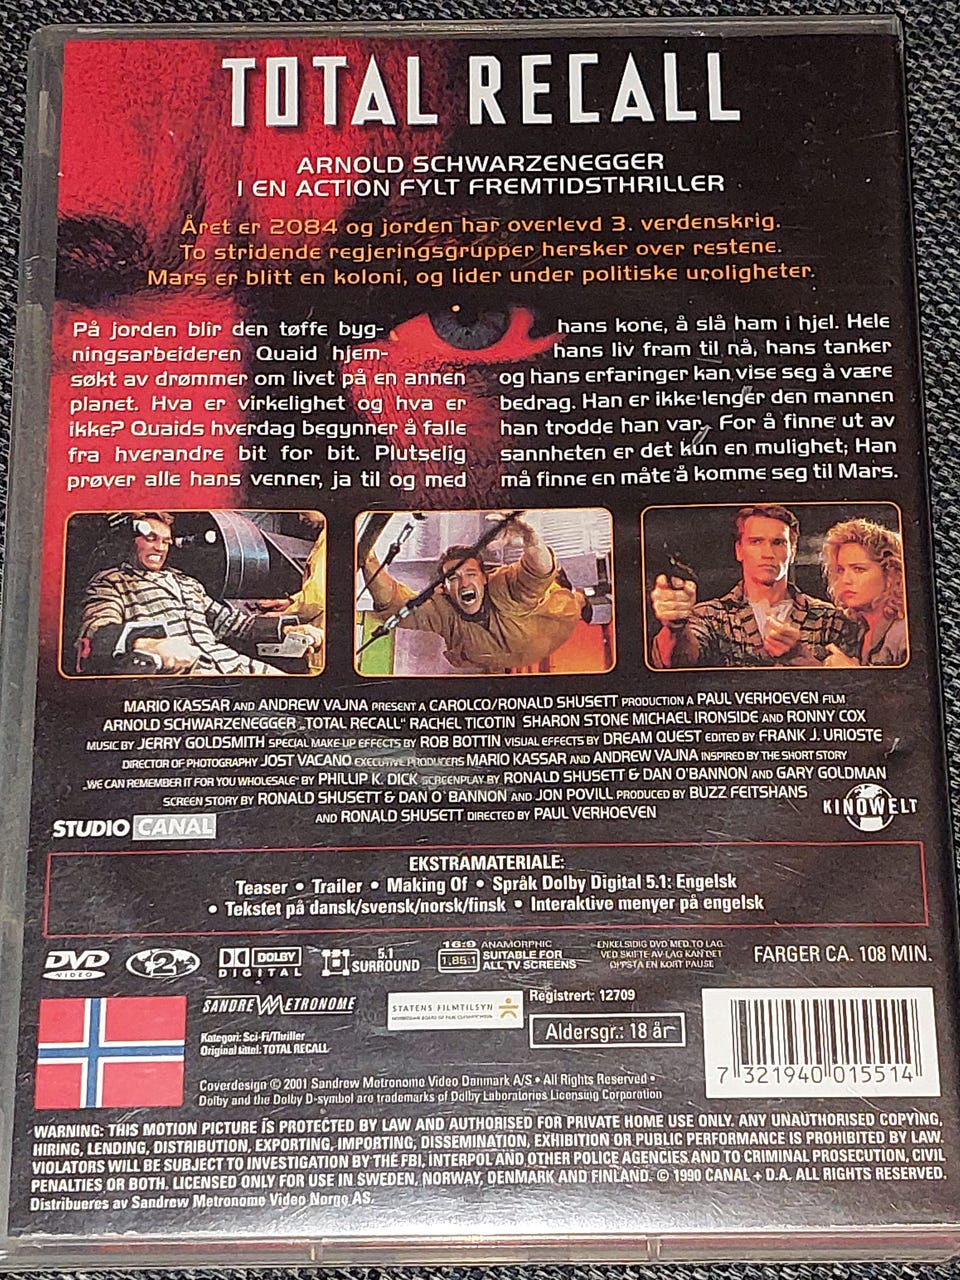 TOTAL RECALL
ARNOLD SCHWARZENEGGER
I EN ACTION FYLT FREMTIDSTHRILLER
Året er 2084 og jorden har overlevd 3. verdenskrig.
To stridende regjeringsgrupper hersker over restene.
Mars er blitt en koloni, og lider under politiske uroligheter.
På jorden blir den tøffe byg-
ningsarbeideren Quaid hjem-
søkt av drømmer om livet på en annen
planet. Hva er virkelighet og hva er
ikke? Quaids hverdag begynner å falle
fra hverandre bit for bit. Plutselig
prøver alle hans venner, ja til og med
hans kone, å slå ham i hjel. Hele
hans liv fram til nå, hans tanker
og hans erfaringer kan vise seg å være
bedrag. Han er ikke lenger den mannen
han trodde han var. For å finne ut av
sannheten er det kun en mulighet; Han
må finne en måte å komme seg til Mars.
MARIO KASSAR AND ANDREW VAJNA PRESENT A CAROLCO/RONALD SHUSETT PRODUCTION A PAUL VERHOEVEN FILM
ARNOLD SCHWARZENEGGER „TOTAL RECALL“ RACHEL TICOTIN SHARON STONE MICHAEL IRONSIDE AND RONNY COX
MUSIC BY JERRY GOLDSMITH SPECIAL MAKE-UP EFFECTS BY ROB BOTTIN VISUAL EFFECTS BY DREAM QUEST EDITED BY FRANK J. URIOSTE
DIRECTOR OF PHOTOGRAPHY JOST VACANO EXECUTIVE PRODUCERS MARIO KASSAR AND ANDREW VAJNA INSPIRED BY THE SHORT STORY
„WE CAN REMEMBER IT FOR YOU WHOLESALE“ BY PHILLIP K. DICK SCREENPLAY BY RONALD SHUSETT & DAN O'BANNON AND GARY GOLDMAN
SCREEN STORY BY RONALD SHUSETT & DAN O`BANNON AND JON POVILL PRODUCED BY BUZZ FEITSHANS
AND RONALD SHUSETT DIRECTED BY PAUL VERHOEVEN
STUDIO CANAL
KINOWELT
EKSTRAMATERIALE:
Teaser • Trailer • Making Of • Språk Dolby Digital 5.1: Engelsk
• Tekstet på dansk/svensk/norsk/finsk • Interaktive menyer på engelsk
DVD VIDEO
2
DOLBY DIGITAL
5.1 SURROUND
16:9 1,85:1
ANAMORPHIC
SUITABLE FOR
ALL TV SCREENS
ENKELSIDIG DVD MED TO LAG.
VED SKIFTE AV LAG KAN DET
OPPSTA EN KORT PAUSE
FARGER CA. 108 MIN.
SANDREW METRONOME
Kategori: Sci-Fi/Thriller
Original tittel: TOTAL RECALL
STATENS FILMTILSYN
NORWEGIAN BOARD OF FILM CLASSIFICATION
Registrert: 12709
Aldersgr.: 18 år
7 321940 015514
Coverdesign © 2001 Sandrew Metronome Video Danmark A/S • All Rights Reserved •
Dolby and the Dolby D-symbol are trademarks of Dolby Laboratories Licensing Corporation
WARNING: THIS MOTION PICTURE IS PROTECTED BY LAW AND AUTHORISED FOR PRIVATE HOME USE ONLY. ANY UNAUTHORISED COPYING,
HIRING, LENDING, DISTRIBUTION, EXPORTING, IMPORTING, DISSEMINATION, EXHIBITION OR PUBLIC PERFORMANCE IS PROHIBITED BY LAW.
VIOLATORS WILL BE SUBJECT TO INVESTIGATION BY THE FBI, INTERPOL AND OTHER POLICE AGENCIES AND TO CRIMINAL PROSECUTION, CIVIL
PENALTIES OR BOTH. LICENSED ONLY FOR USE IN SWEDEN, NORWAY, DENMARK AND FINLAND. © 1990 CANAL + D.A. ALL RIGHTS RESERVED.
Distribueres av Sandrew Metronome Video Norge AS.